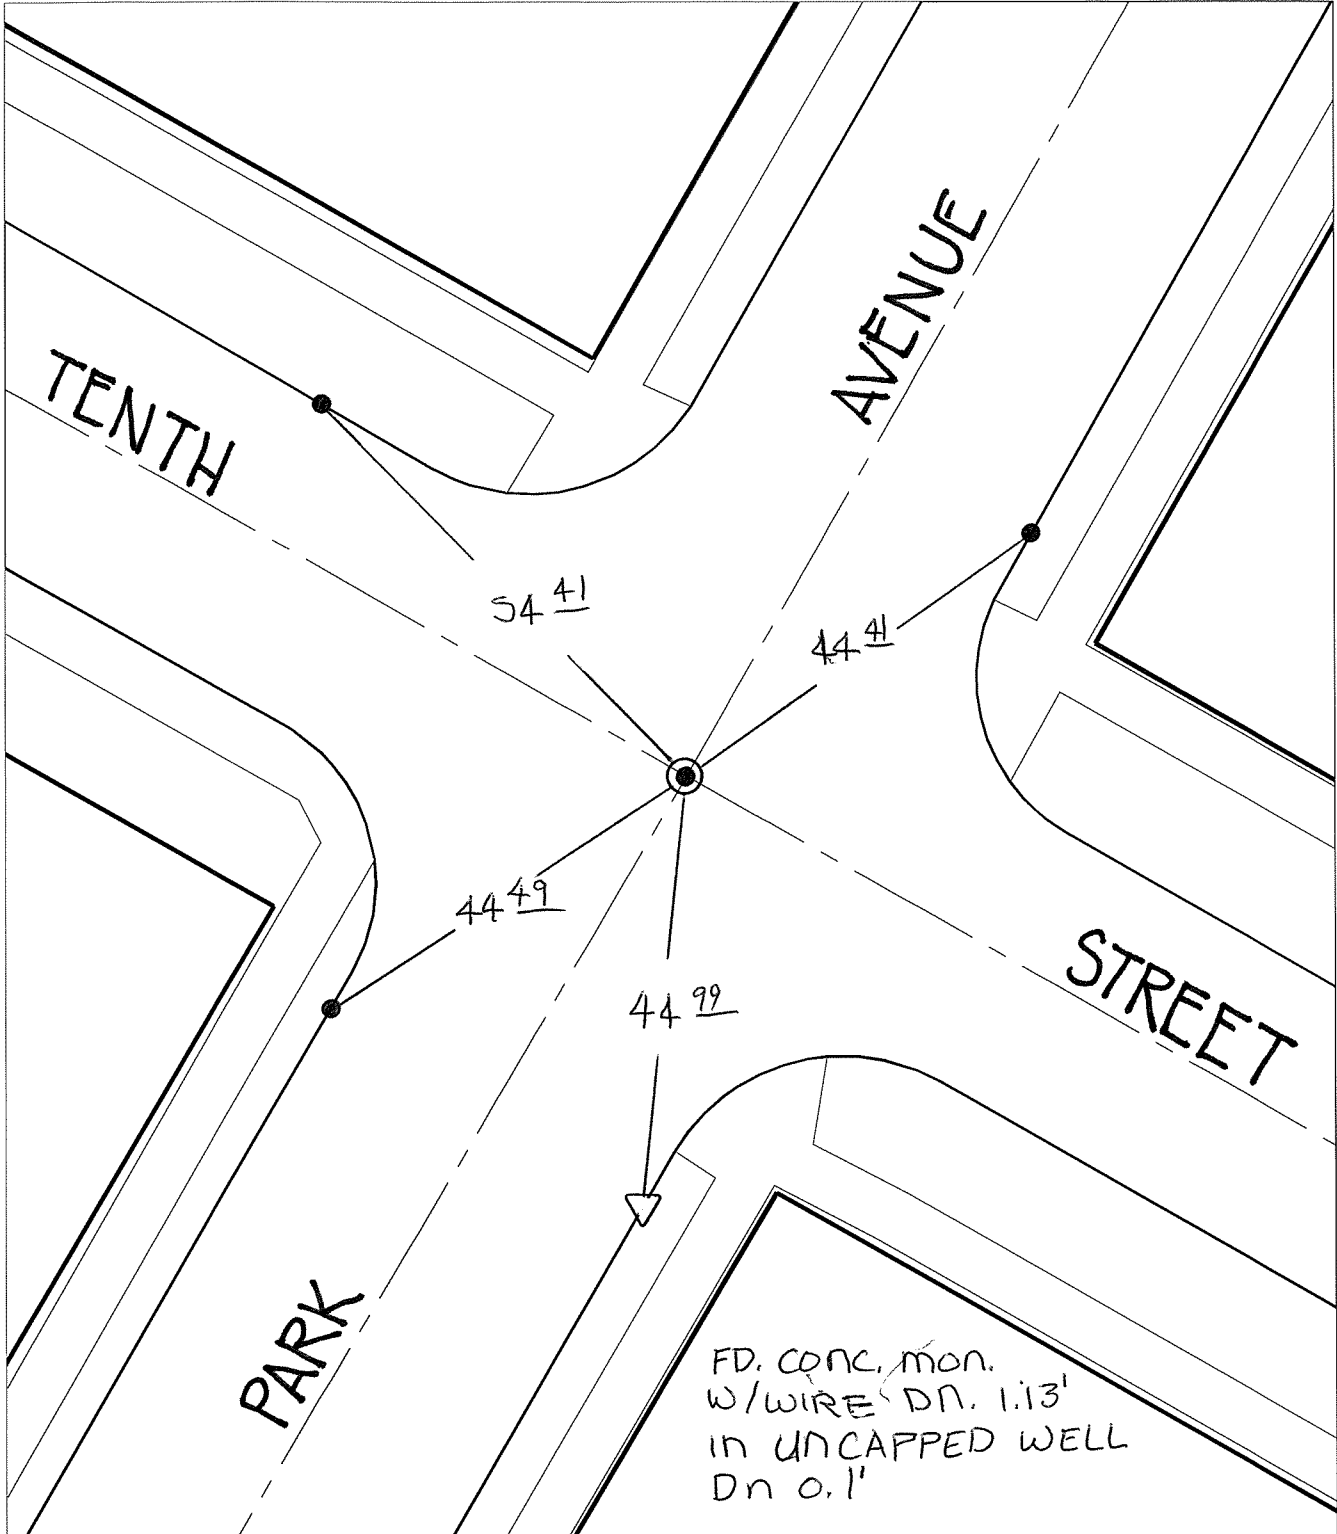 AVENUE
TENTH
54 41
44 41
44 49
44 99
STREET
PARK
FD. conc. mon.
W/WIRE DN. 1.13'
in UNCAPPED WELL
Dn 0.1'